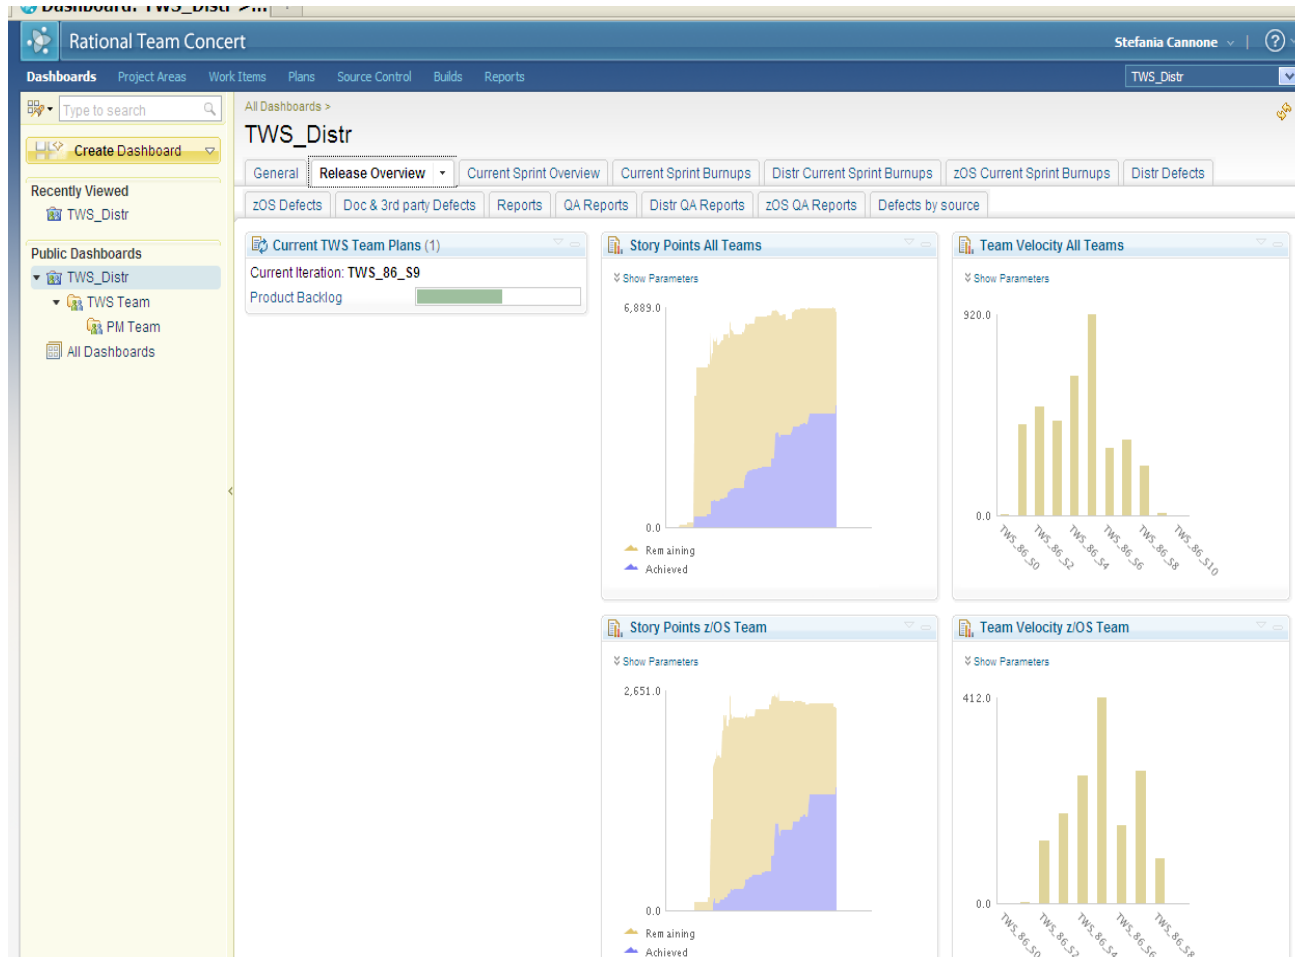 Dashboard: TWS_Distr >...
Rational Team Concert
Stefania Cannone
Dashboards Project Areas Work Items Plans Source Control Builds Reports
TWS_Distr
Type to search
Create Dashboard
Recently Viewed
TWS_Distr
Public Dashboards
TWS_Distr
TWS Team
PM Team
All Dashboards
All Dashboards >
TWS_Distr
General Release Overview Current Sprint Overview Current Sprint Burnups Distr Current Sprint Burnups zOS Current Sprint Burnups Distr Defects
zOS Defects Doc & 3rd party Defects Reports QA Reports Distr QA Reports zOS QA Reports Defects by source
Current TWS Team Plans (1)
Current Iteration: TWS_86_S9
Product Backlog
Story Points All Teams
Show Parameters
6,889.0
0.0
Remaining
Achieved
Team Velocity All Teams
Show Parameters
920.0
0.0
TWS_86_S0
TWS_86_S2
TWS_86_S4
TWS_86_S6
TWS_86_S8
TWS_86_S10
Story Points z/OS Team
Show Parameters
2,651.0
0.0
Remaining
Achieved
Team Velocity z/OS Team
Show Parameters
412.0
0.0
TWS_86_S0
TWS_86_S2
TWS_86_S4
TWS_86_S6
TWS_86_S8